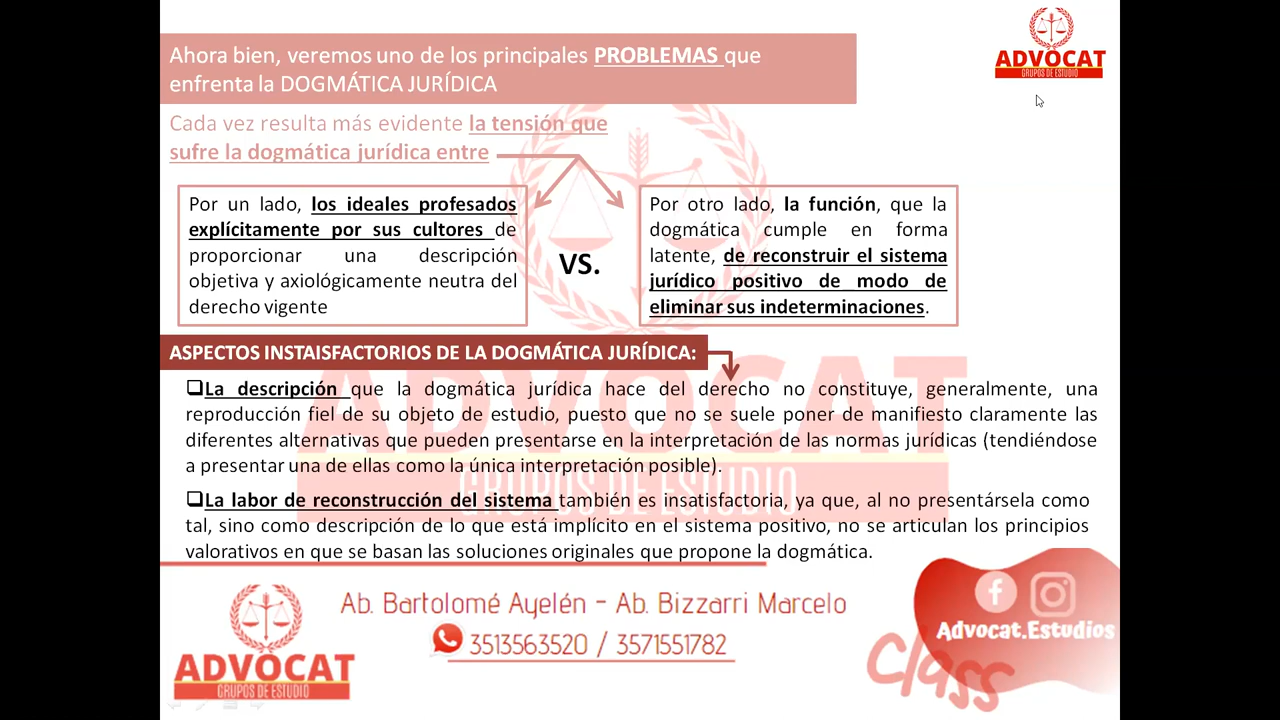 Ahora bien, veremos uno de los principales PROBLEMAS que
enfrenta la DOGMÁTICA JURÍDICA
ADVOCAT
GRUPOS DE ESTUDIO
Cada vez resulta más evidente la tensión que
sufre la dogmática jurídica entre
Por un lado, los ideales profesados
explícitamente por sus cultores de
proporcionar una descripción
objetiva y axiológicamente neutra del
derecho vigente
VS.
Por otro lado, la función, que la
dogmática cumple en forma
latente, de reconstruir el sistema
jurídico positivo de modo de
eliminar sus indeterminaciones.
ASPECTOS INSTAISFACTORIOS DE LA DOGMÁTICA JURÍDICA:
❑La descripción que la dogmática jurídica hace del derecho no constituye, generalmente, una
reproducción fiel de su objeto de estudio, puesto que no se suele poner de manifiesto claramente las
diferentes alternativas que pueden presentarse en la interpretación de las normas jurídicas (tendiéndose
a presentar una de ellas como la única interpretación posible).
❑La labor de reconstrucción del sistema también es insatisfactoria, ya que, al no presentársela como
tal, sino como descripción de lo que está implícito en el sistema positivo, no se articulan los principios
valorativos en que se basan las soluciones originales que propone la dogmática.
ADVOCAT
GRUPOS DE ESTUDIO
Ab. Bartolomé Ayelén - Ab. Bizzarri Marcelo
3513563520 / 3571551782
ADVOCAT
GRUPOS DE ESTUDIO
Advocat.Estudios
Class